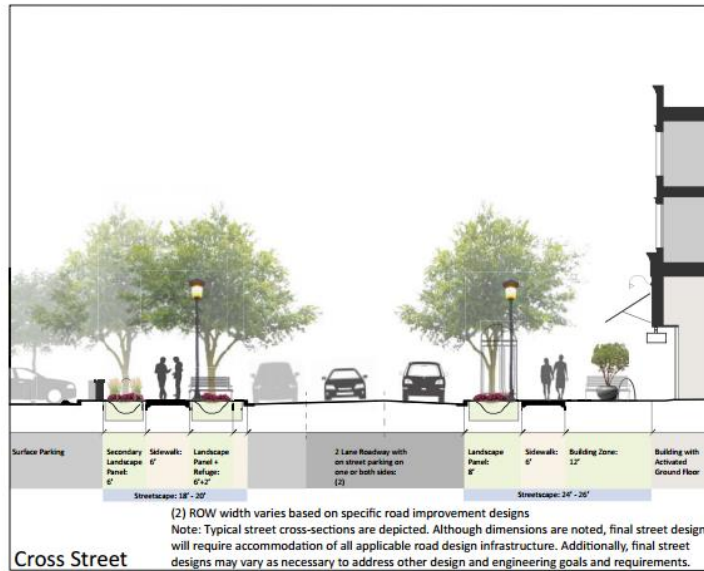 Surface Parking
Secondary
Landscape
Panel:
6'
Sidewalk:
6'
Landscape
Panel +
Refuge:
6'+2'
2 Lane Roadway with
on street parking on
one or both sides:
(2)
Landscape
Panel:
8'
Sidewalk:
6'
Building Zone:
12'
Building with
Activated
Ground Floor
Streetscape: 18' - 20'
Streetscape: 24' - 26'
(2) ROW width varies based on specific road improvement designs
Note: Typical street cross-sections are depicted. Although dimensions are noted, final street design
will require accommodation of all applicable road design infrastructure. Additionally, final street
designs may vary as necessary to address other design and engineering goals and requirements.
Cross Street